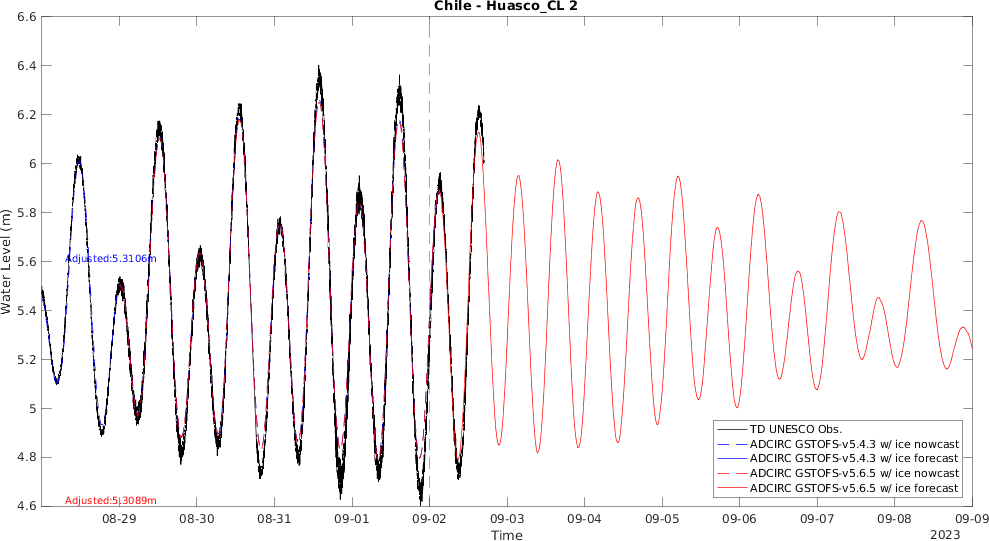 Chile - Huasco_CL 2
6.6
6.4
6.2
6
5.8
5.6
5.4
5.2
5
4.8
4.6
Water Level (m)
Adjusted:5.3106m
Adjusted:5.3089m
TD UNESCO Obs.
ADCIRC GSTOFS-v5.4.3 w/ ice nowcast
ADCIRC GSTOFS-v5.4.3 w/ ice forecast
ADCIRC GSTOFS-v5.6.5 w/ ice nowcast
ADCIRC GSTOFS-v5.6.5 w/ ice forecast
08-29 08-30 08-31 09-01 09-02 09-03 09-04 09-05 09-06 09-07 09-08 09-09
Time
2023